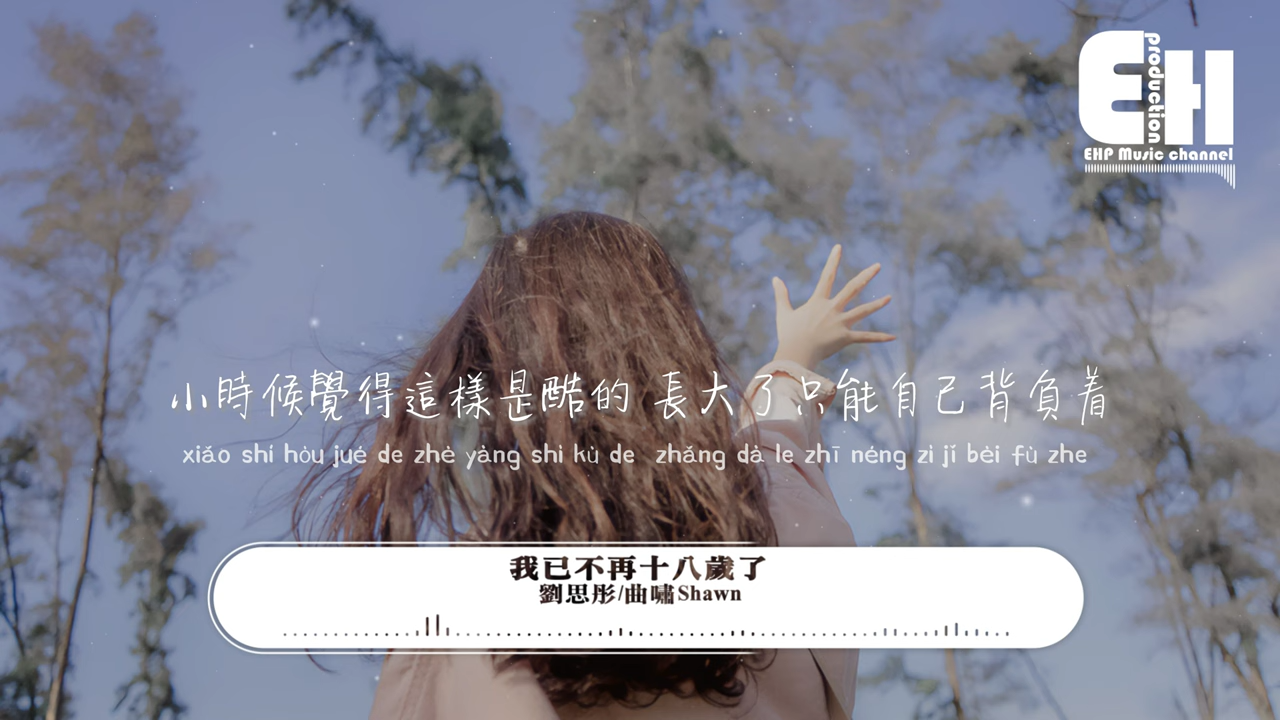 EH
production
EHP Music channel
小時候覺得這樣是酷的 長大了只能自己背負着
xiǎo shí hòu jué de zhè yàng shì kù de zhǎng dà le zhī néng zì jǐ bèi fù zhe
我已不再十八歲了
劉思彤/曲嘯Shawn